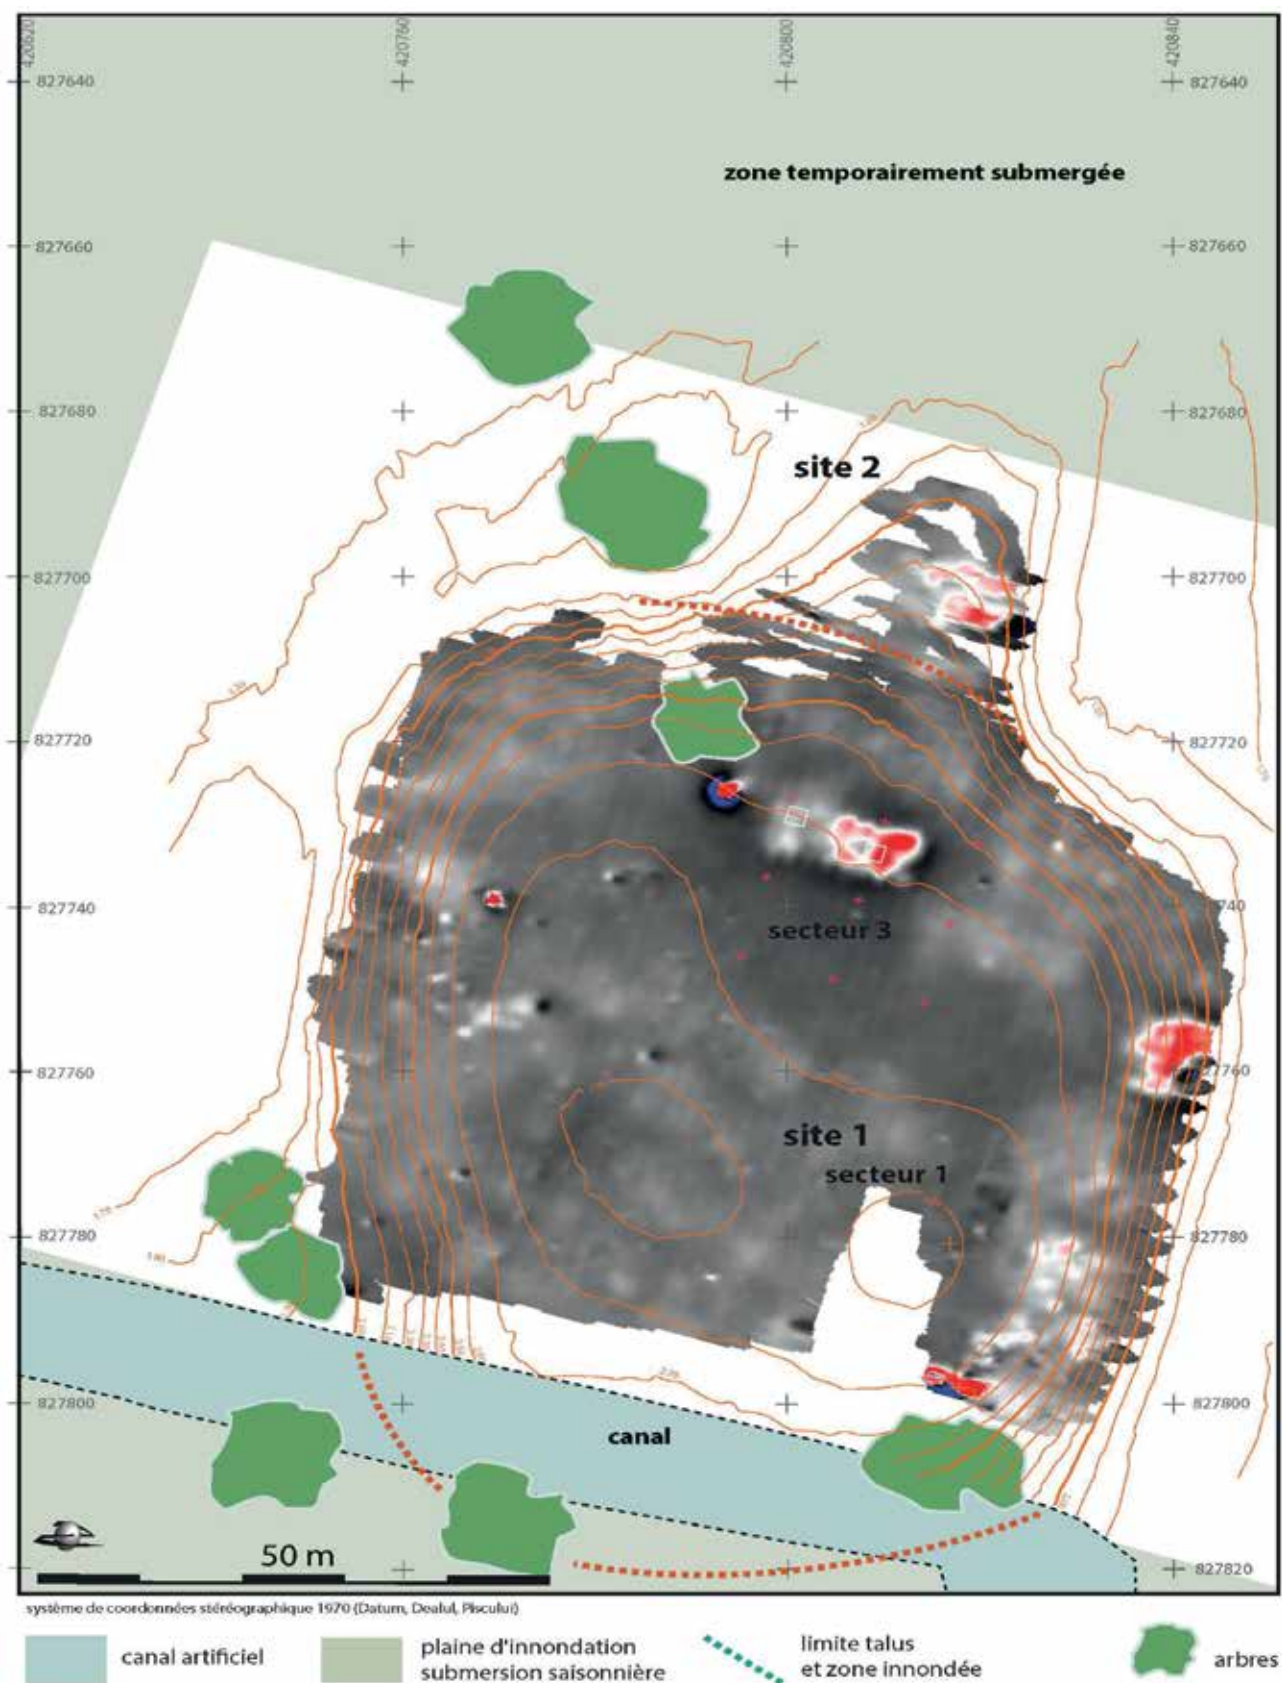 420620
420760
420800
420840
827640
827640
zone temporairement submergée
827660
827660
827680
827680
site 2
827700
827700
827720
827720
827740
740
secteur 3
827760
827760
site 1
secteur 1
827780
827780
827800
827800
canal
50 m
827820
système de coordonnées stéréographique 1970 (Datum, Dealul, Piscului)
canal artificiel
plaine d'innondation
submersion saisonnière
limite talus
et zone innondée
arbres